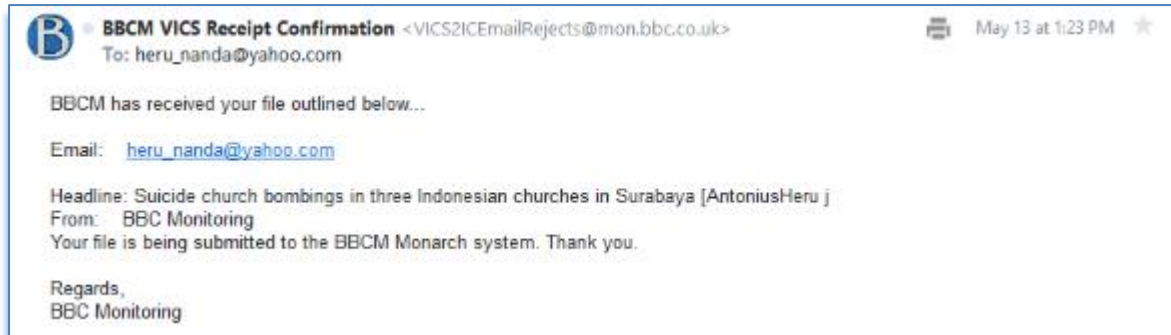 B
BBCM VICS Receipt Confirmation <VICS2ICEmailRejects@mon.bbc.co.uk> May 13 at 1:23 PM
To: heru_nanda@yahoo.com
BBCM has received your file outlined below...
Email: heru_nanda@yahoo.com
Headline: Suicide church bombings in three Indonesian churches in Surabaya [AntoniusHeru j
From: BBC Monitoring
Your file is being submitted to the BBCM Monarch system. Thank you.
Regards,
BBC Monitoring